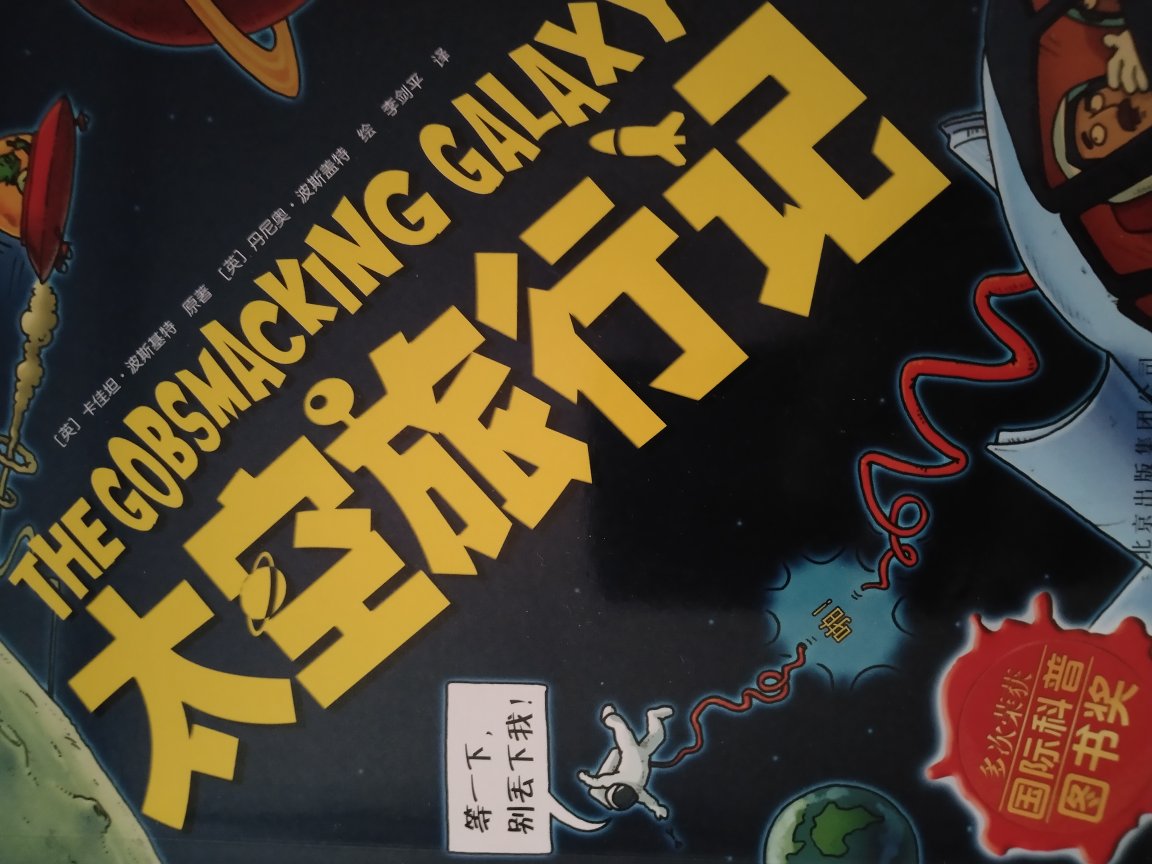 [英] 卡佳坦·波斯基特 原著 [英] 丹尼奥·波斯盖特 绘 李剑平 译
THE GOBSMACKING GALAXY
太空旅行记
等一下，
别丢下我！
啪！
多次荣获
国际科普
图书奖
北京出版集团公司